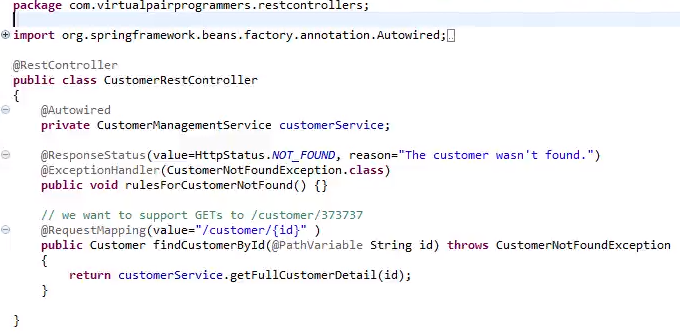 package com.virtualpairprogrammers.restcontrollers;
import org.springframework.beans.factory.annotation.Autowired;
@RestController
public class CustomerRestController
{
@Autowired
private CustomerManagementService customerService;
@ResponseStatus(value=HttpStatus.NOT_FOUND, reason="The customer wasn't found.")
@ExceptionHandler(CustomerNotFoundException.class)
public void rulesForCustomerNotFound() {}
// we want to support GETs to /customer/373737
@RequestMapping(value="/customer/{id}" )
public Customer findCustomerById(@PathVariable String id) throws CustomerNotFoundException
{
return customerService.getFullCustomerDetail(id);
}
}